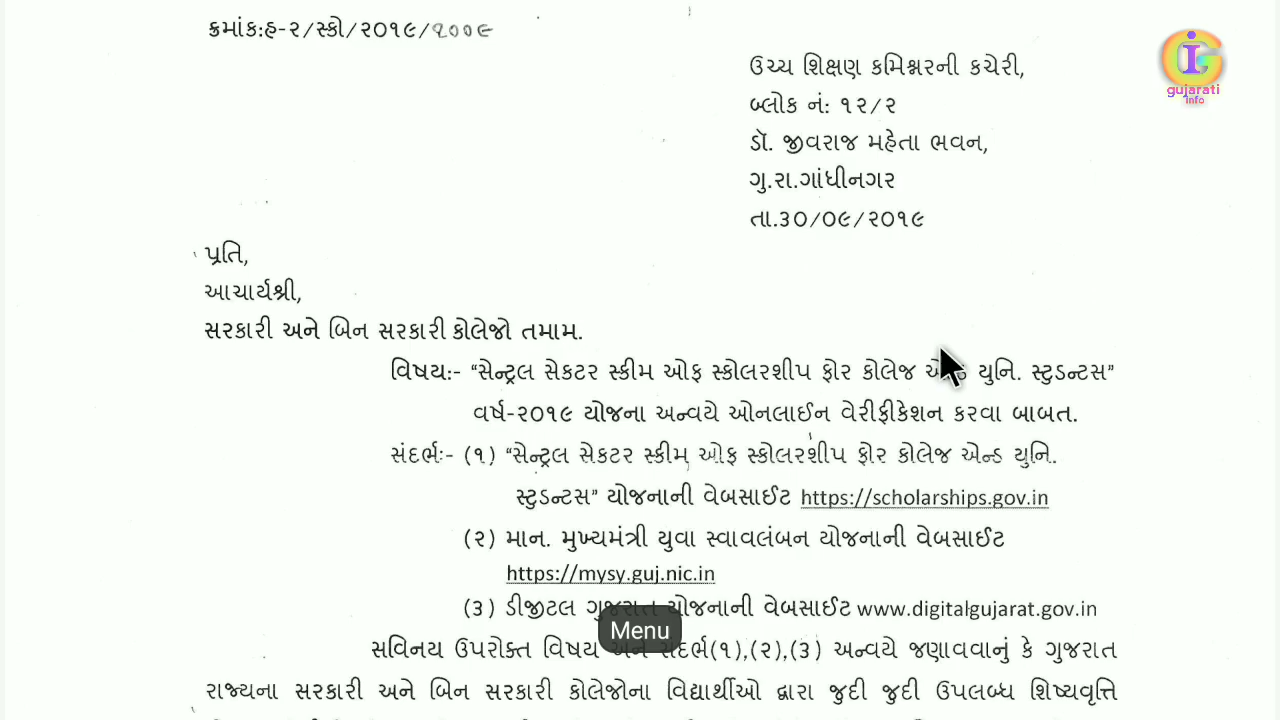 ક્રમાંક:હ-૨/સ્કો/૨૦૧૯/૨૦૦૯
ઉચ્ચ શિક્ષણ કમિશ્નરની કચેરી,
બ્લોક નં: ૧૨/૨
ડૉ. જીવરાજ મહેતા ભવન,
ગુ.રા.ગાંધીનગર
તા.૩૦/૦૯/૨૦૧૯
gujarati
info
પ્રતિ,
આચાર્યશ્રી,
સરકારી અને બિન સરકારી કોલેજો તમામ.
વિષય:- “સેન્ટ્રલ સેકટર સ્કીમ ઓફ સ્કોલરશીપ ફોર કોલેજ એન્ડ યુનિ. સ્ટુડન્ટસ”
વર્ષ-૨૦૧૯ યોજના અન્વયે ઓનલાઈન વેરીફીકેશન કરવા બાબત.
સંદર્ભ:- (૧) “સેન્ટ્રલ સેકટર સ્કીમ ઓફ સ્કોલરશીપ ફોર કોલેજ એન્ડ યુનિ.
સ્ટુડન્ટસ” યોજનાની વેબસાઈટ https://scholarships.gov.in
(૨) માન. મુખ્યમંત્રી યુવા સ્વાવલંબન યોજનાની વેબસાઈટ
https://mysy.guj.nic.in
(૩) ડીજીટલ ગુજરાત યોજનાની વેબસાઈટ www.digitalgujarat.gov.in
Menu
સવિનય ઉપરોક્ત વિષય અને સંદર્ભ(૧),(૨),(૩) અન્વયે જણાવવાનું કે ગુજરાત
રાજ્યના સરકારી અને બિન સરકારી કોલેજોના વિદ્યાર્થીઓ દ્વારા જુદી જુદી ઉપલબ્ધ શિષ્યવૃત્તિ